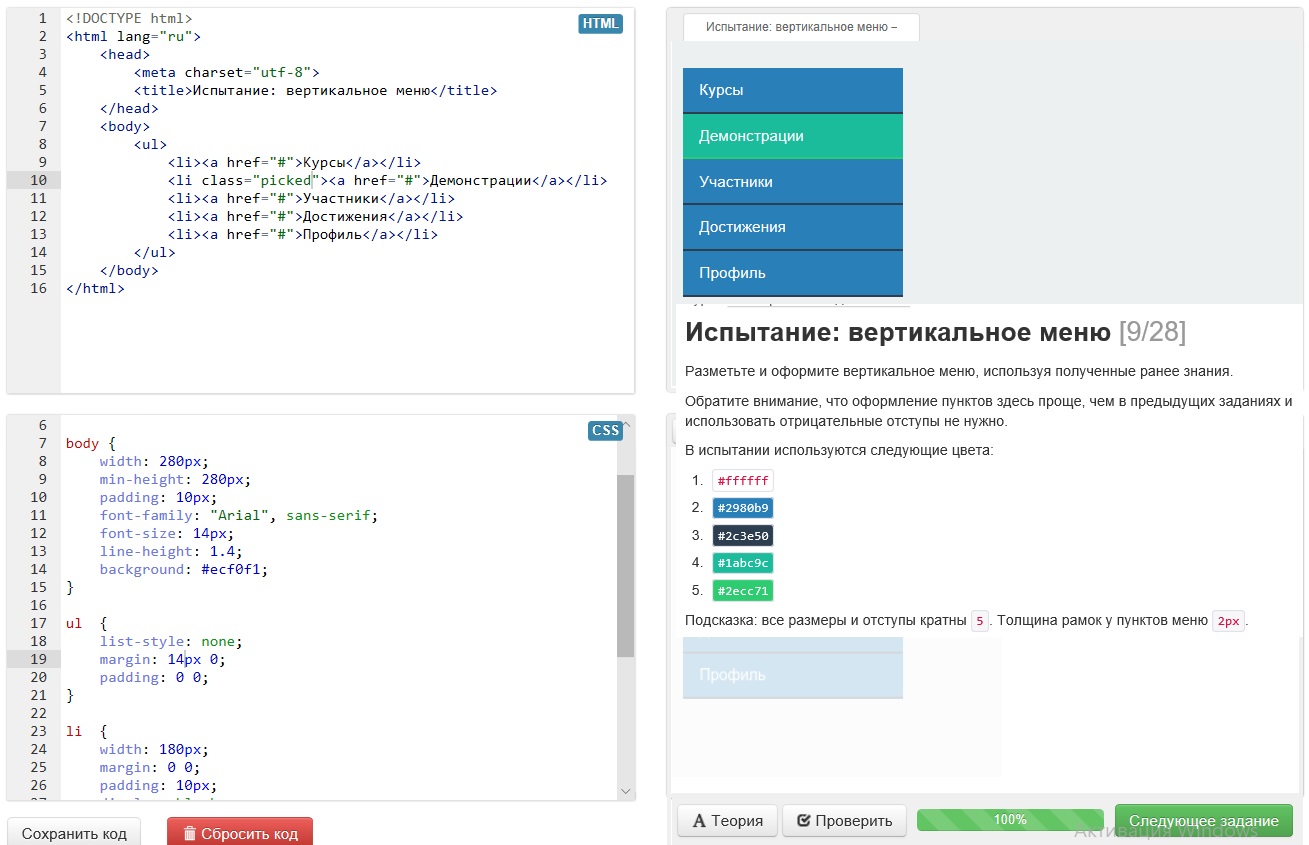 1 <!DOCTYPE html>
2 <html lang="ru">
3 <head>
4 <meta charset="utf-8">
5 <title>Испытание: вертикальное меню</title>
6 </head>
7 <body>
8 <ul>
9 <li><a href="#">Курсы</a></li>
10 <li class="picked"><a href="#">Демонстрации</a></li>
11 <li><a href="#">Участники</a></li>
12 <li><a href="#">Достижения</a></li>
13 <li><a href="#">Профиль</a></li>
14 </ul>
15 </body>
16 </html>
HTML
6
7 body {
8 width: 280px;
9 min-height: 280px;
10 padding: 10px;
11 font-family: "Arial", sans-serif;
12 font-size: 14px;
13 line-height: 1.4;
14 background: #ecf0f1;
15 }
16
17 ul {
18 list-style: none;
19 margin: 14px 0;
20 padding: 0 0;
21 }
22
23 li {
24 width: 180px;
25 margin: 0 0;
26 padding: 10px;
CSS
Сохранить код
Сбросить код
Испытание: вертикальное меню –
Курсы
Демонстрации
Участники
Достижения
Профиль
Испытание: вертикальное меню [9/28]
Разметьте и оформите вертикальное меню, используя полученные ранее знания.
Обратите внимание, что оформление пунктов здесь проще, чем в предыдущих заданиях и
использовать отрицательные отступы не нужно.
В испытании используются следующие цвета:
1. #ffffff
2. #2980b9
3. #2c3e50
4. #1abc9c
5. #2ecc71
Подсказка: все размеры и отступы кратны 5. Толщина рамок у пунктов меню 2px.
Профиль
Теория
Проверить
100%
Следующее задание
Активация Windows